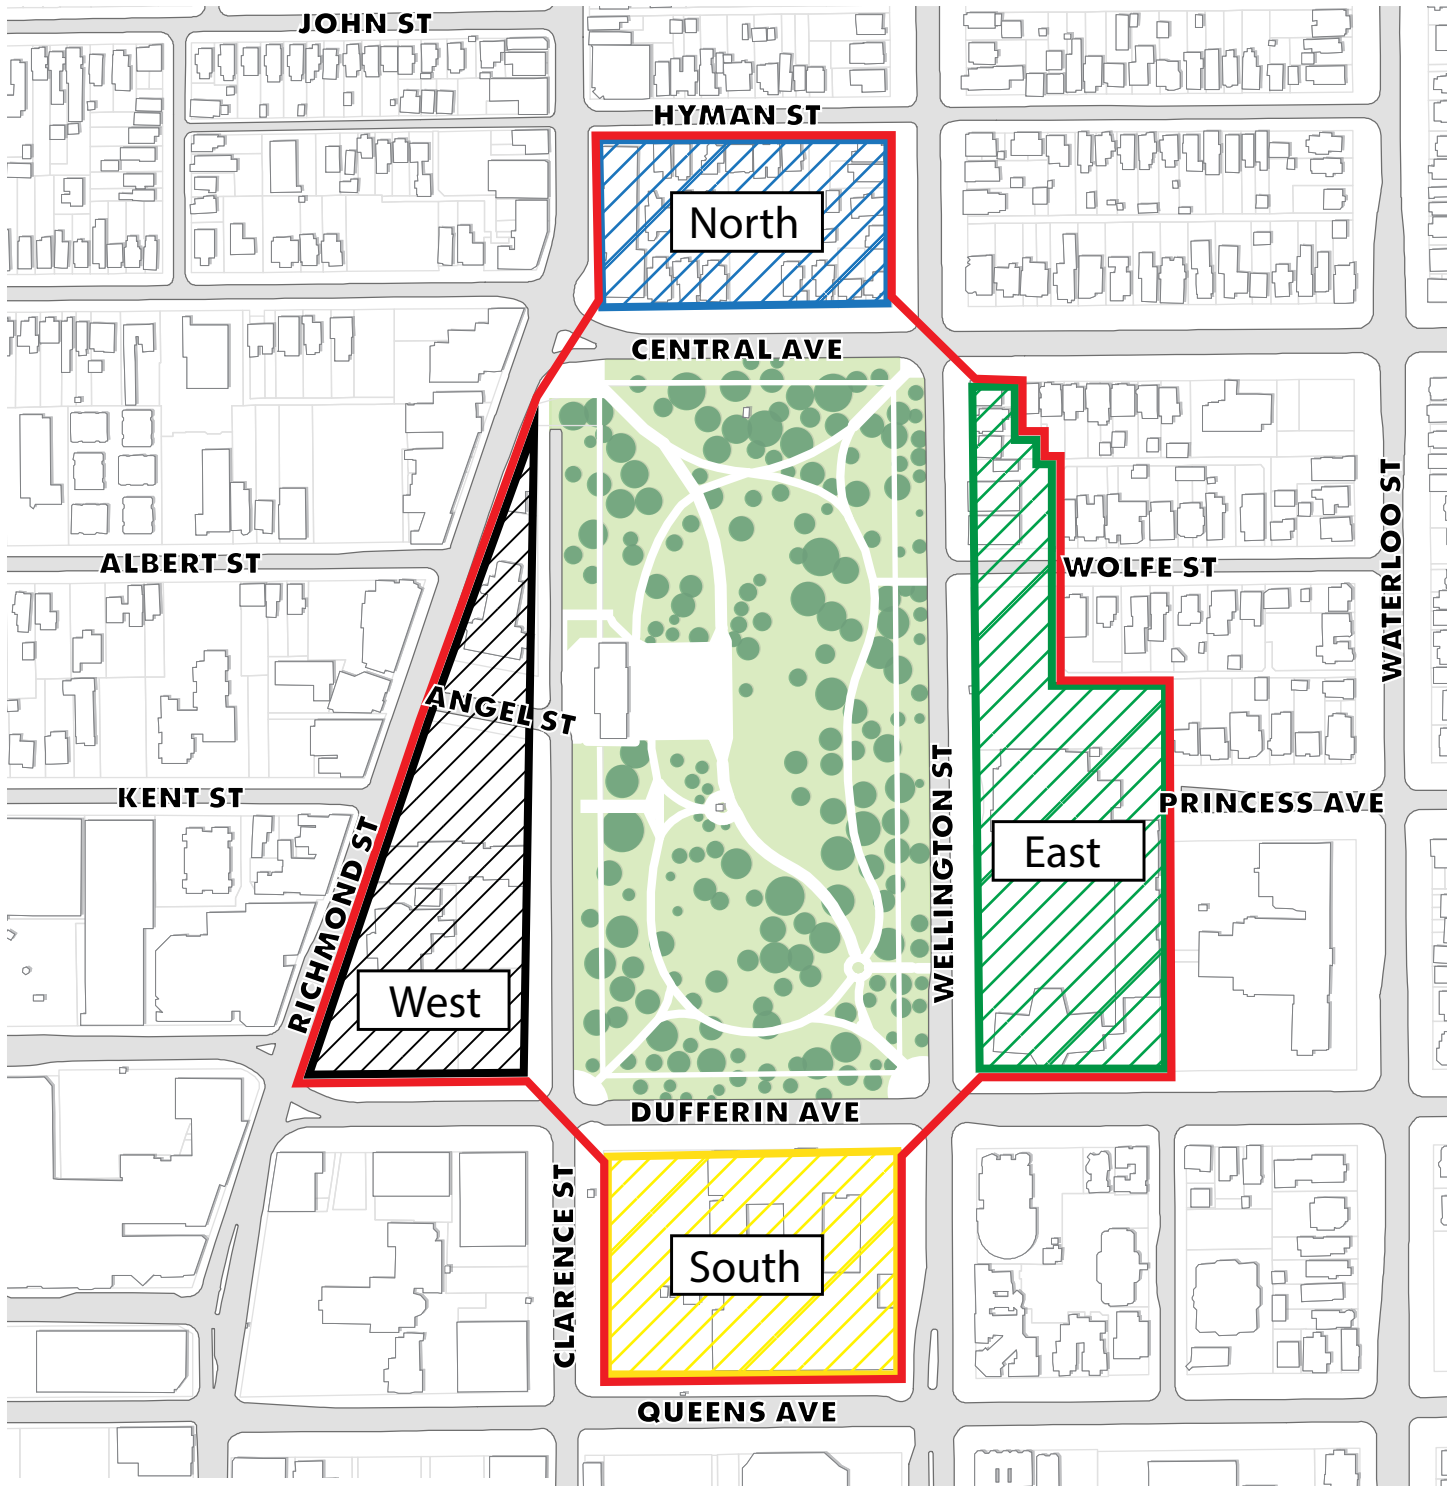 JOHN ST
HYMAN ST
North
CENTRAL AVE
ALBERT ST
WOLFE ST
WATERLOO ST
ANGEL ST
KENT ST
PRINCESS AVE
RICHMOND ST
WELLINGTON ST
East
West
DUFFERIN AVE
CLARENCE ST
South
QUEENS AVE